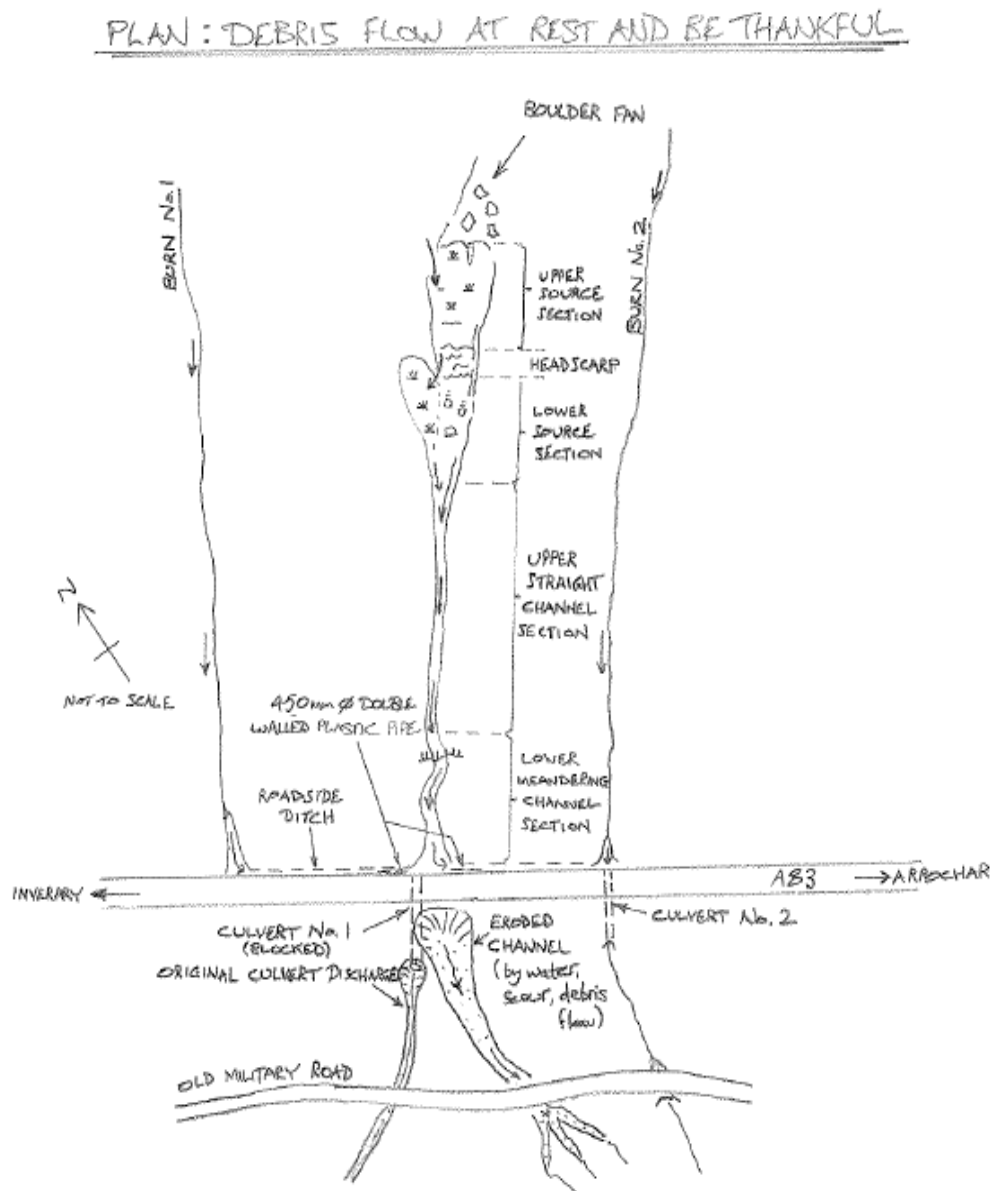 PLAN: DEBRIS FLOW AT REST AND BE THANKFUL
BOULDER FAN
BURN No. 1
BURN No. 2
UPPER
SOURCE
SECTION
HEADSCARP
LOWER
SOURCE
SECTION
UPPER
STRAIGHT
CHANNEL
SECTION
N
NOT TO SCALE
450mm Ø DOUBLE
WALLED PLASTIC PIPE
LOWER
MEANDERING
CHANNEL
SECTION
ROADSIDE
DITCH
INVERARY
A83
ARROCHAR
CULVERT No. 1
(BLOCKED)
ORIGINAL CULVERT DISCHARGE
ERODED
CHANNEL
(by water,
scour, debris
flow)
CULVERT No. 2
OLD MILITARY ROAD